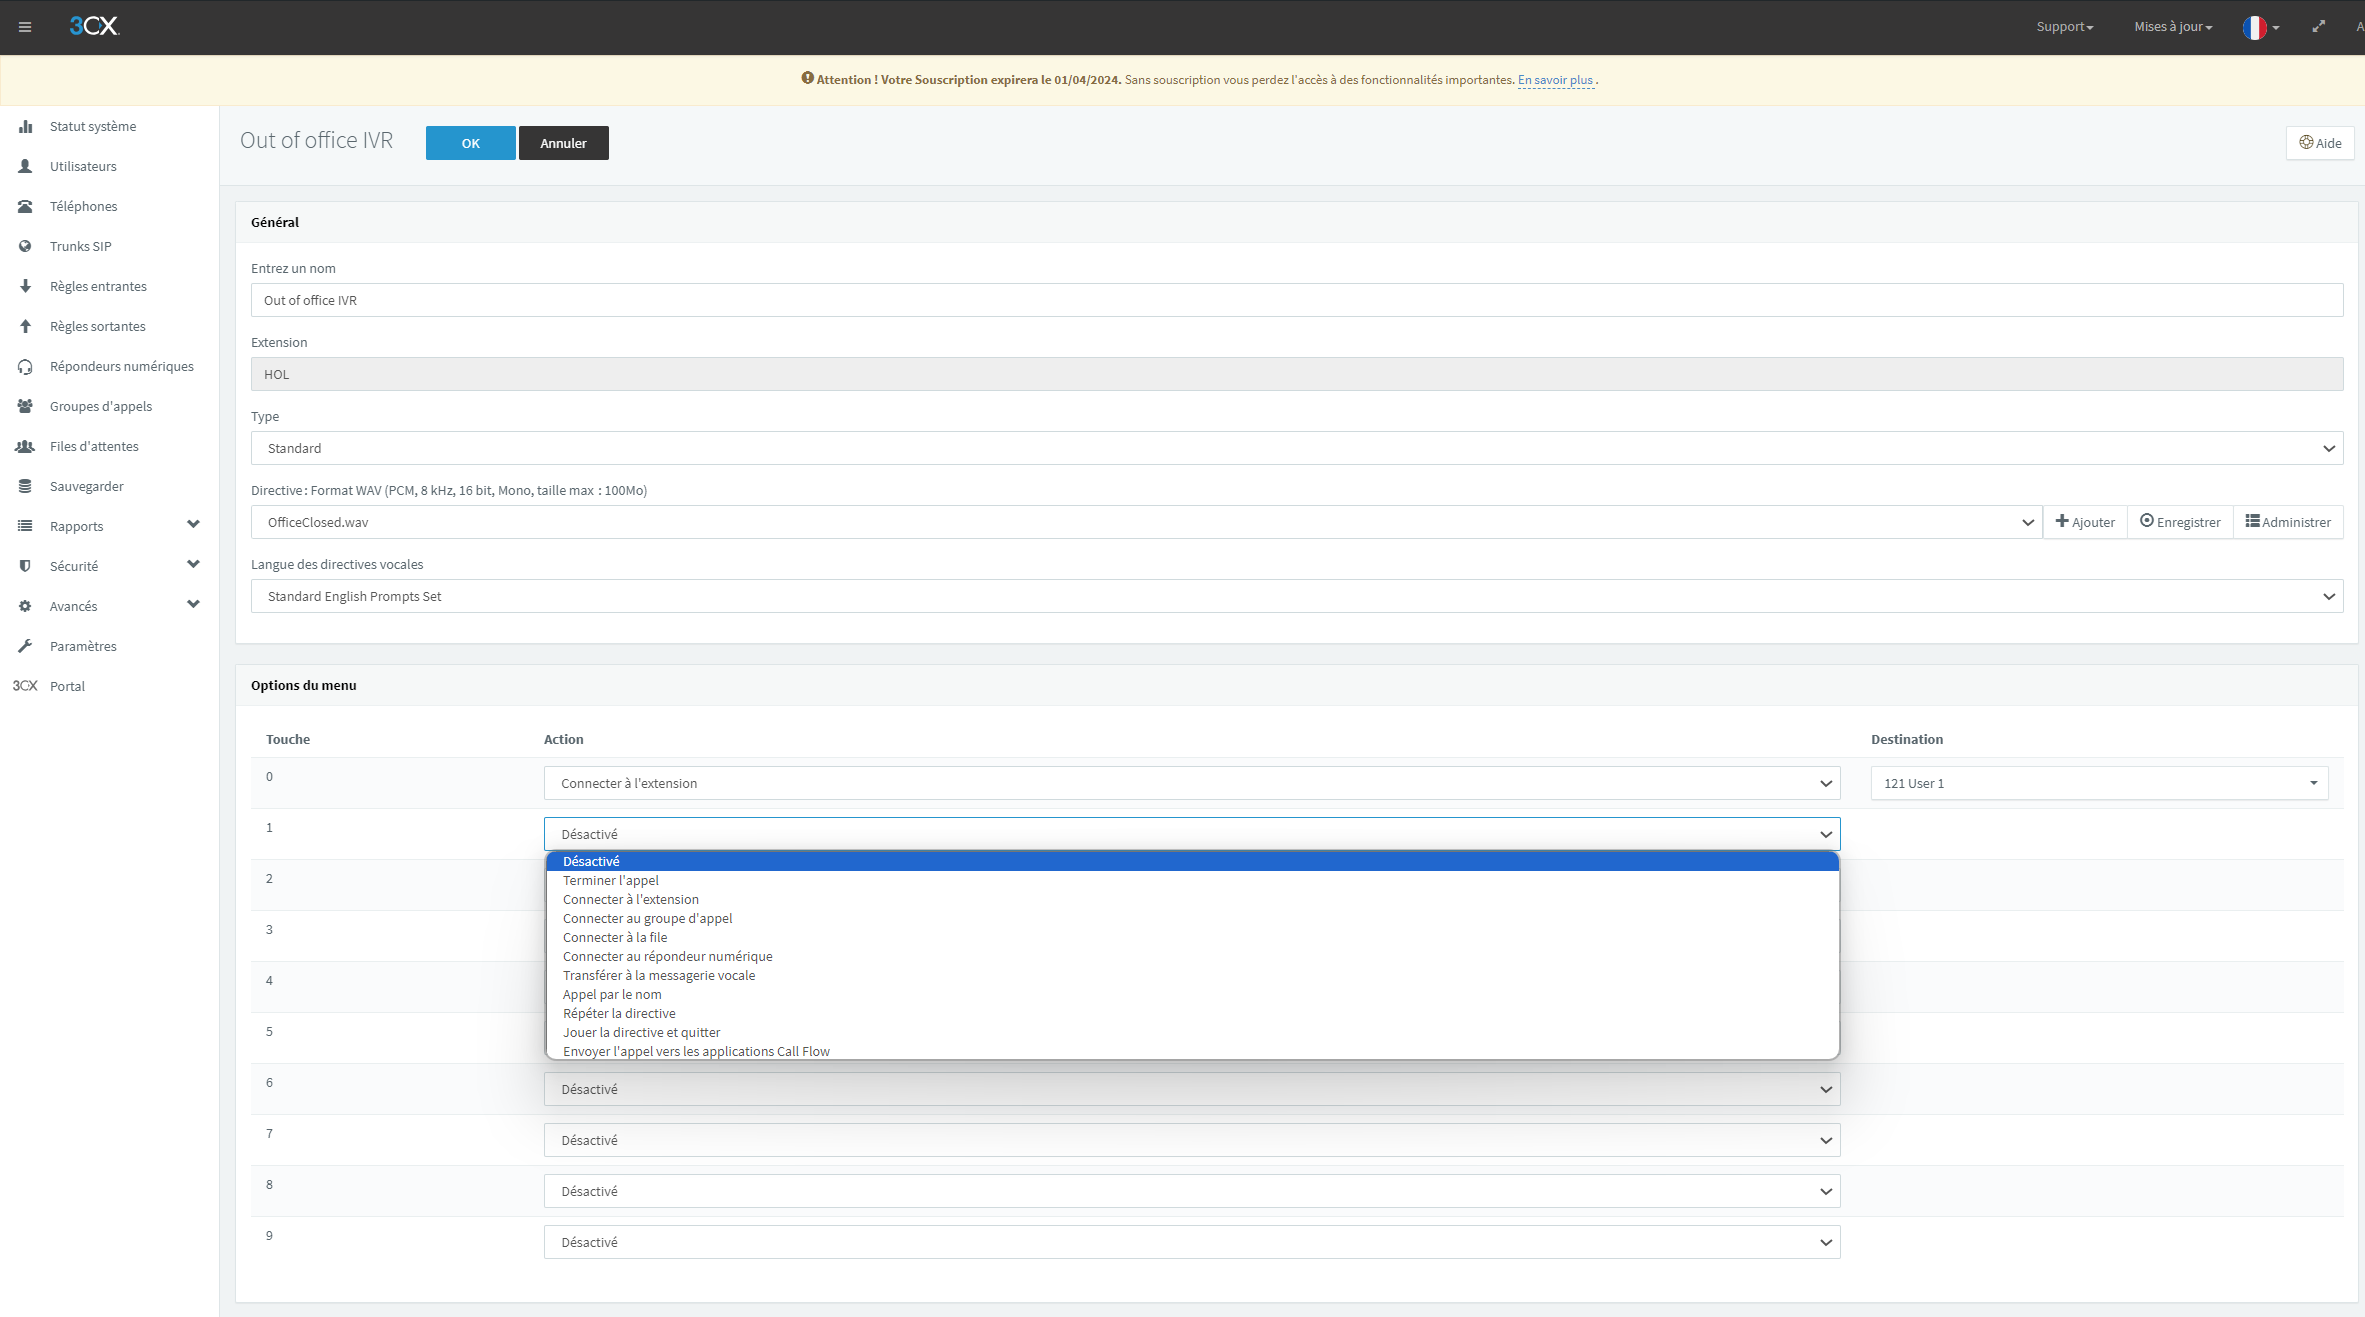 3CX
Support
Mises à jour
A
Attention ! Votre Souscription expirera le 01/04/2024. Sans souscription vous perdez l'accès à des fonctionnalités importantes. En savoir plus .
Statut système
Utilisateurs
Téléphones
Trunks SIP
Règles entrantes
Règles sortantes
Répondeurs numériques
Groupes d'appels
Files d'attentes
Sauvegarder
Rapports
Sécurité
Avancés
Paramètres
3CX Portal
Out of office IVR
OK
Annuler
Aide
Général
Entrez un nom
Out of office IVR
Extension
HOL
Type
Standard
Directive : Format WAV (PCM, 8 kHz, 16 bit, Mono, taille max : 100Mo)
OfficeClosed.wav
Ajouter
Enregistrer
Administrer
Langue des directives vocales
Standard English Prompts Set
Options du menu
Touche Action Destination
0 Connecter à l'extension 121 User 1
1 Désactivé
Désactivé
Terminer l'appel
Connecter à l'extension
Connecter au groupe d'appel
Connecter à la file
Connecter au répondeur numérique
Transférer à la messagerie vocale
Appel par le nom
Répéter la directive
Jouer la directive et quitter
Envoyer l'appel vers les applications Call Flow
2
3
4
5
6 Désactivé
7 Désactivé
8 Désactivé
9 Désactivé